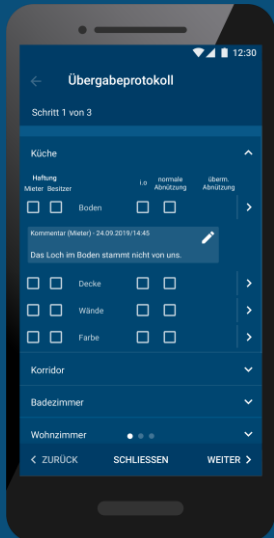 12:30
Übergabeprotokoll
Schritt 1 von 3
Küche
Haftung
Mieter Besitzer
i.o
normale
Abnützung
überm.
Abnützung
Boden
Kommentar (Mieter) - 24.09.2019/14:45
Das Loch im Boden stammt nicht von uns.
Decke
Wände
Farbe
Korridor
Badezimmer
Wohnzimmer
ZURÜCK SCHLIESSEN WEITER